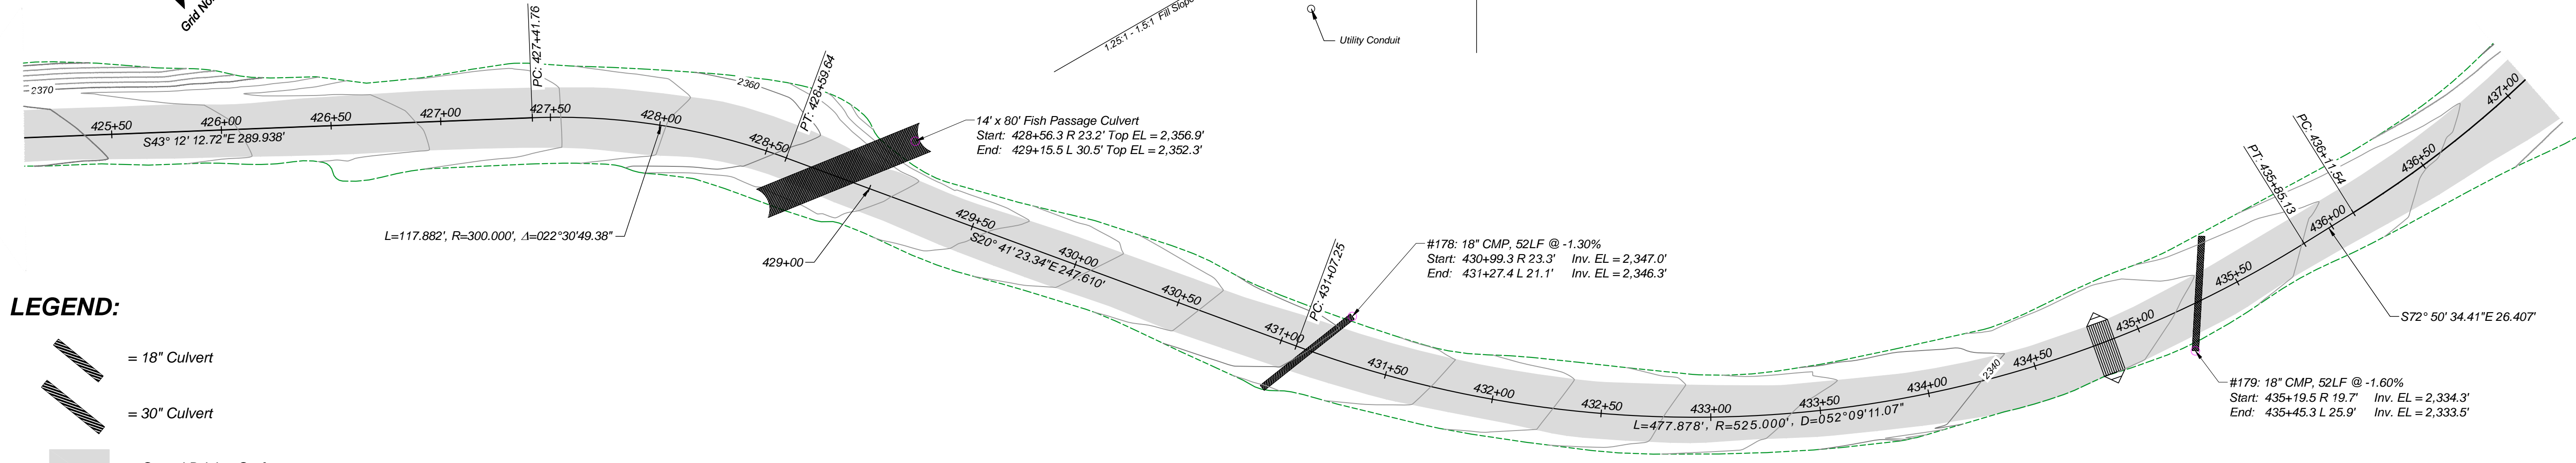 Grid
1.25:1 - 1.5:1 Fill Slope
Utility Conduit
2370
425+50
S43° 12' 12.72"E 289.938'
426+00
426+50
427+00
PC: 427+41.76
427+50
428+00
2360
428+50
PT: 428+59.64
14' x 80' Fish Passage Culvert
Start: 428+56.3 R 23.2' Top EL = 2,356.9'
End: 429+15.5 L 30.5' Top EL = 2,352.3'
L=117.882', R=300.000', Δ=022°30'49.38"
429+00
429+50
S20° 41' 23.34"E 247.610'
430+00
430+50
431+00
PC: 431+07.25
#178: 18" CMP, 52LF @ -1.30%
Start: 430+99.3 R 23.3' Inv. EL = 2,347.0'
End: 431+27.4 L 21.1' Inv. EL = 2,346.3'
431+50
432+00
432+50
433+00
433+50
L=477.878', R=525.000', D=052°09'11.07"
434+00
2340
434+50
435+00
435+50
PT: 435+85.13
436+00
PC: 436+11.54
436+50
437+00
S72° 50' 34.41"E 26.407'
#179: 18" CMP, 52LF @ -1.60%
Start: 435+19.5 R 19.7' Inv. EL = 2,334.3'
End: 435+45.3 L 25.9' Inv. EL = 2,333.5'
LEGEND:
= 18" Culvert
= 30" Culvert